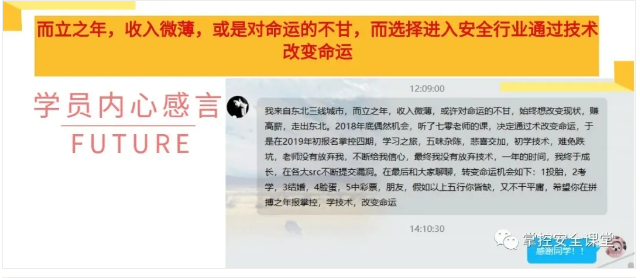 而立之年，收入微薄，或是对命运的不甘，而选择进入安全行业通过技术
改变命运
学员内心感言
FUTURE
12:09:00
我来自东北三线城市，而立之年，收入微薄，或许对命运的不甘，始终想改变现状，赚
高薪，走出东北。2018年底偶然机会，听了七零老师的课，决定通过术改变命运，于
是在2019年初报名掌控四期，学习之旅，五味杂陈，悲喜交加，初学技术，难免跌
坑，老师没有放弃我，不断给我信心，最终我没有放弃技术，一年的时间，我终于成
长，在各大src不断提交漏洞。在最后和大家聊聊，转变命运机会如下：1投胎，2考
学，3结婚，4脸蛋，5中彩票，朋友，假如以上五行你皆缺，又不干平庸，希望你在拼
搏之年报掌控，学技术，改变命运
14:10:30
掌控安全课堂
感谢同学！！